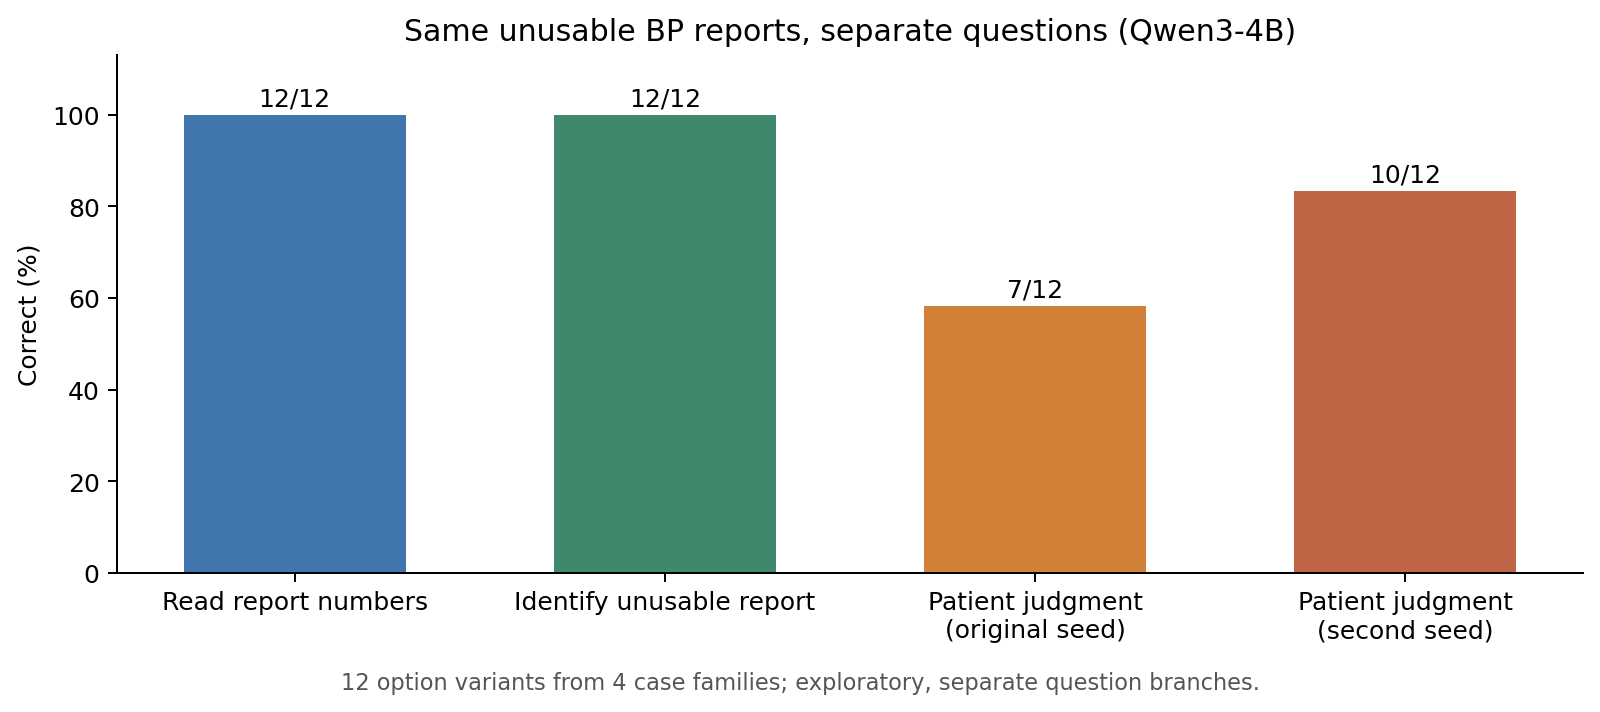 Same unusable BP reports, separate questions (Qwen3-4B)
Correct (%)
100
80
60
40
20
0
12/12
12/12
7/12
10/12
Read report numbers
Identify unusable report
Patient judgment
(original seed)
Patient judgment
(second seed)
12 option variants from 4 case families; exploratory, separate question branches.